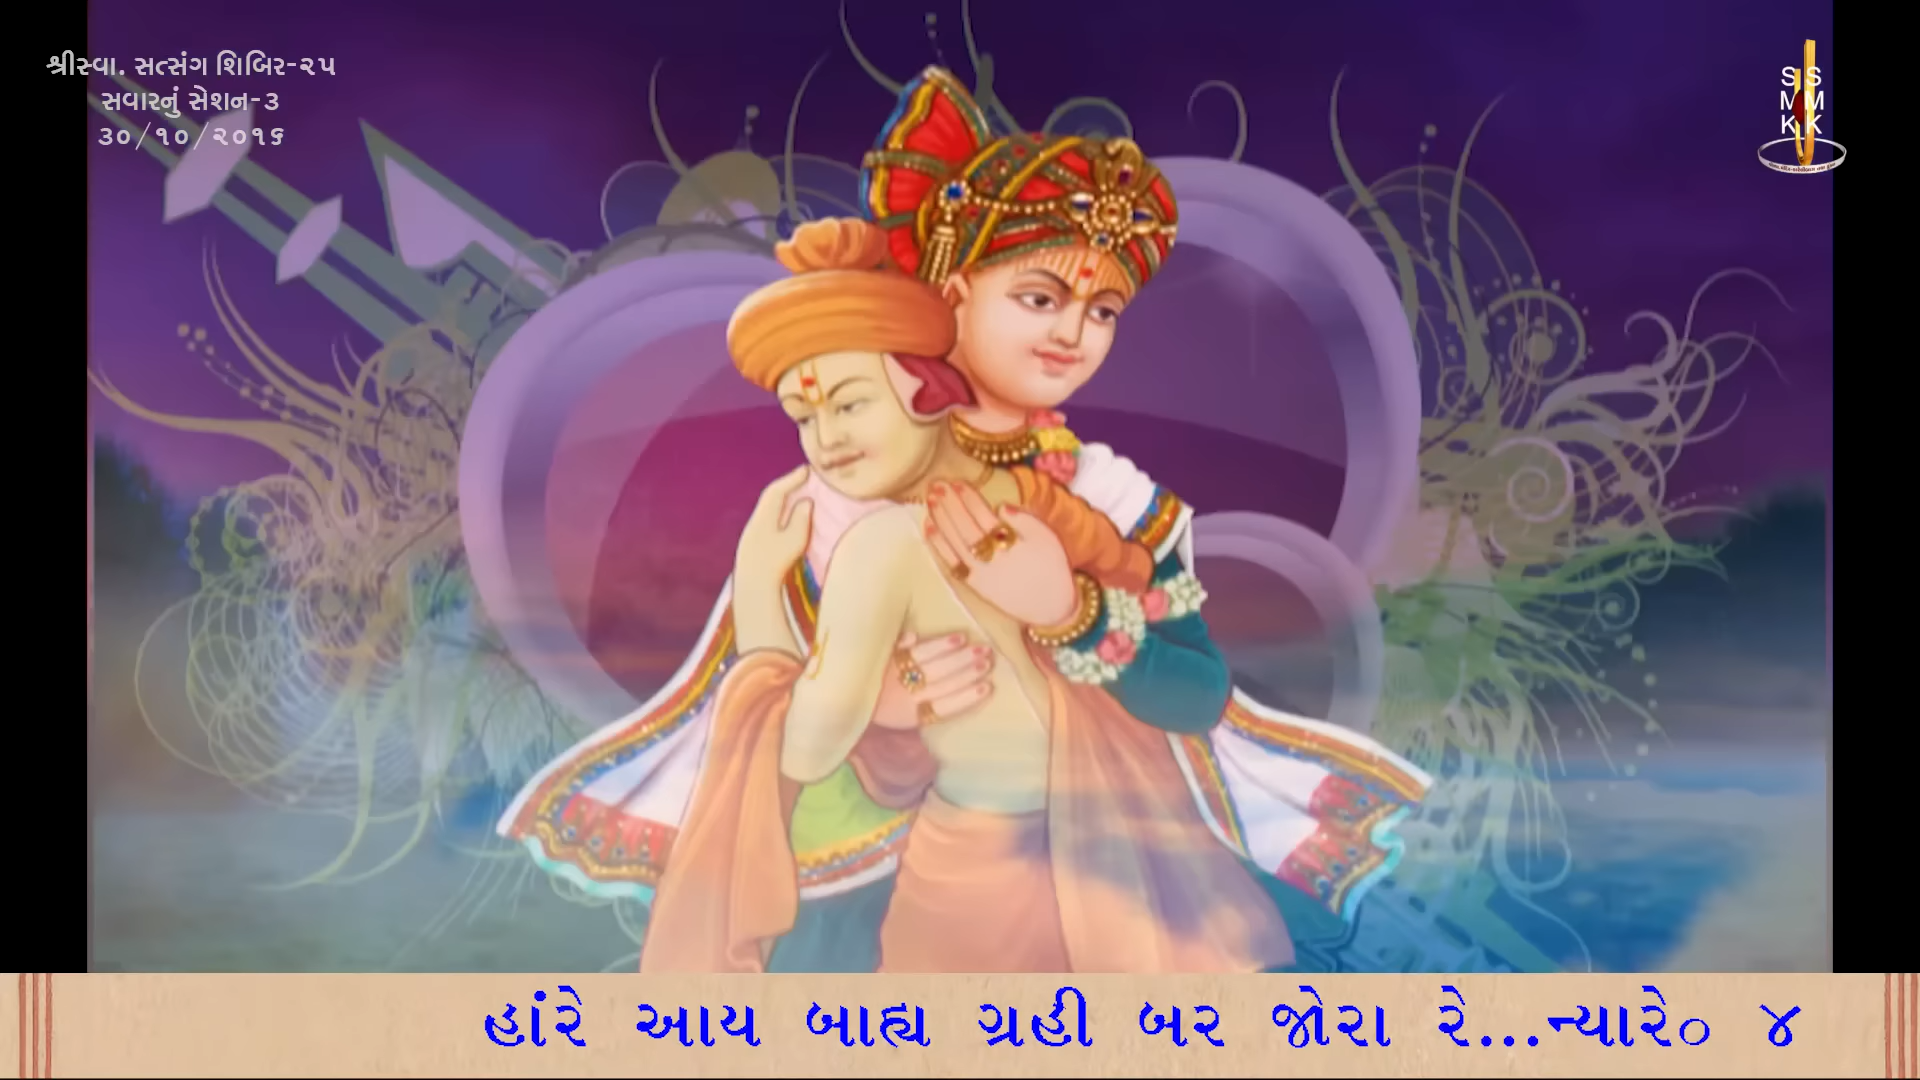 શ્રીસ્વા. સત્સંગ શિબિર-૨૫
સવારનું સેશન-૩
૩૦/૧૦/૨૦૧૬
S S
M M
K K
હાંરે આય બાહ્ય ગ્રહી બર જોરા રે...ન્યારે૦ ૪